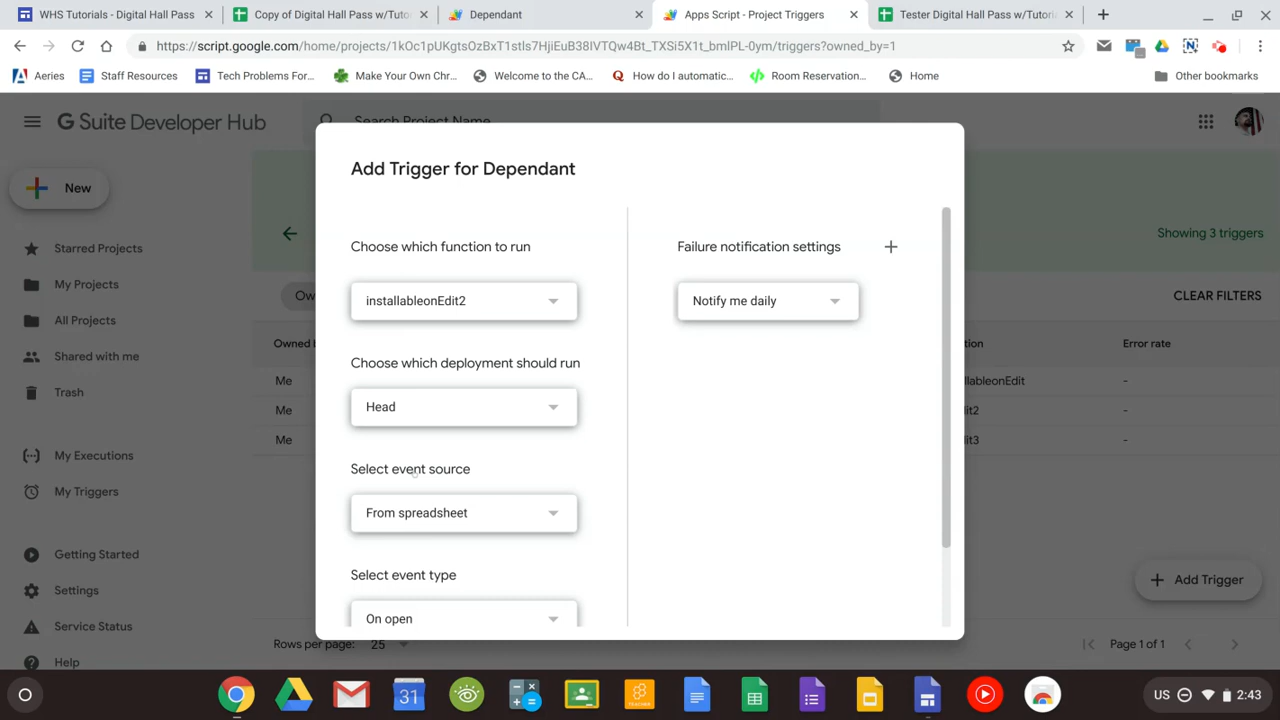 WHS Tutorials - Digital Hall Pass
Copy of Digital Hall Pass w/Tuto
Dependant
Apps Script - Project Triggers
Tester Digital Hall Pass w/Tutori
https://script.google.com/home/projects/1kOc1pUKgtsOzBxT1stls7HjiEuB38IVTQw4Bt_TXSi5X1t_bmlPL-0ym/triggers?owned_by=1
Aeries
Staff Resources
Tech Problems For...
Make Your Own Chr...
Welcome to the CA...
How do I automatic...
Room Reservation...
Home
Other bookmarks
G Suite Developer Hub
Search Project Name
New
Starred Projects
My Projects
All Projects
Shared with me
Trash
My Executions
My Triggers
Getting Started
Settings
Service Status
Help
Add Trigger for Dependant
Choose which function to run
installableonEdit2
Choose which deployment should run
Head
Select event source
From spreadsheet
Select event type
On open
Failure notification settings
Notify me daily
Showing 3 triggers
CLEAR FILTERS
Error rate
Me
llableonEdit
-
Me
dit2
-
Me
dit3
-
Add Trigger
Rows per page: 25
Page 1 of 1
31
US
2:43